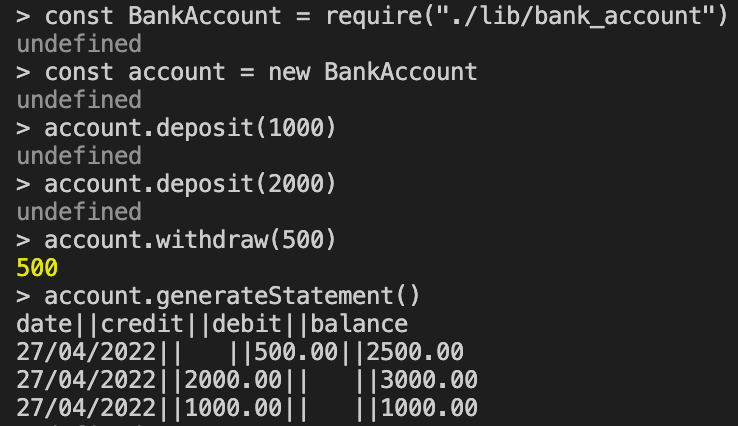 > const BankAccount = require("./lib/bank_account")
undefined
> const account = new BankAccount
undefined
> account.deposit(1000)
undefined
> account.deposit(2000)
undefined
> account.withdraw(500)
500
> account.generateStatement()
date||credit||debit||balance
27/04/2022||   ||500.00||2500.00
27/04/2022||2000.00||   ||3000.00
27/04/2022||1000.00||   ||1000.00